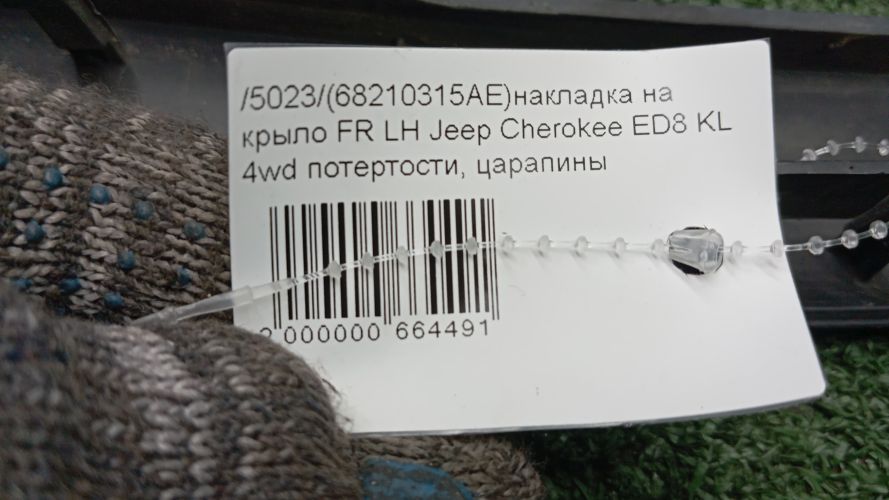 /5023/(68210315AE)накладка на
крыло FR LH Jeep Cherokee ED8 KL
4wd потертости, царапины
2 000000 664491